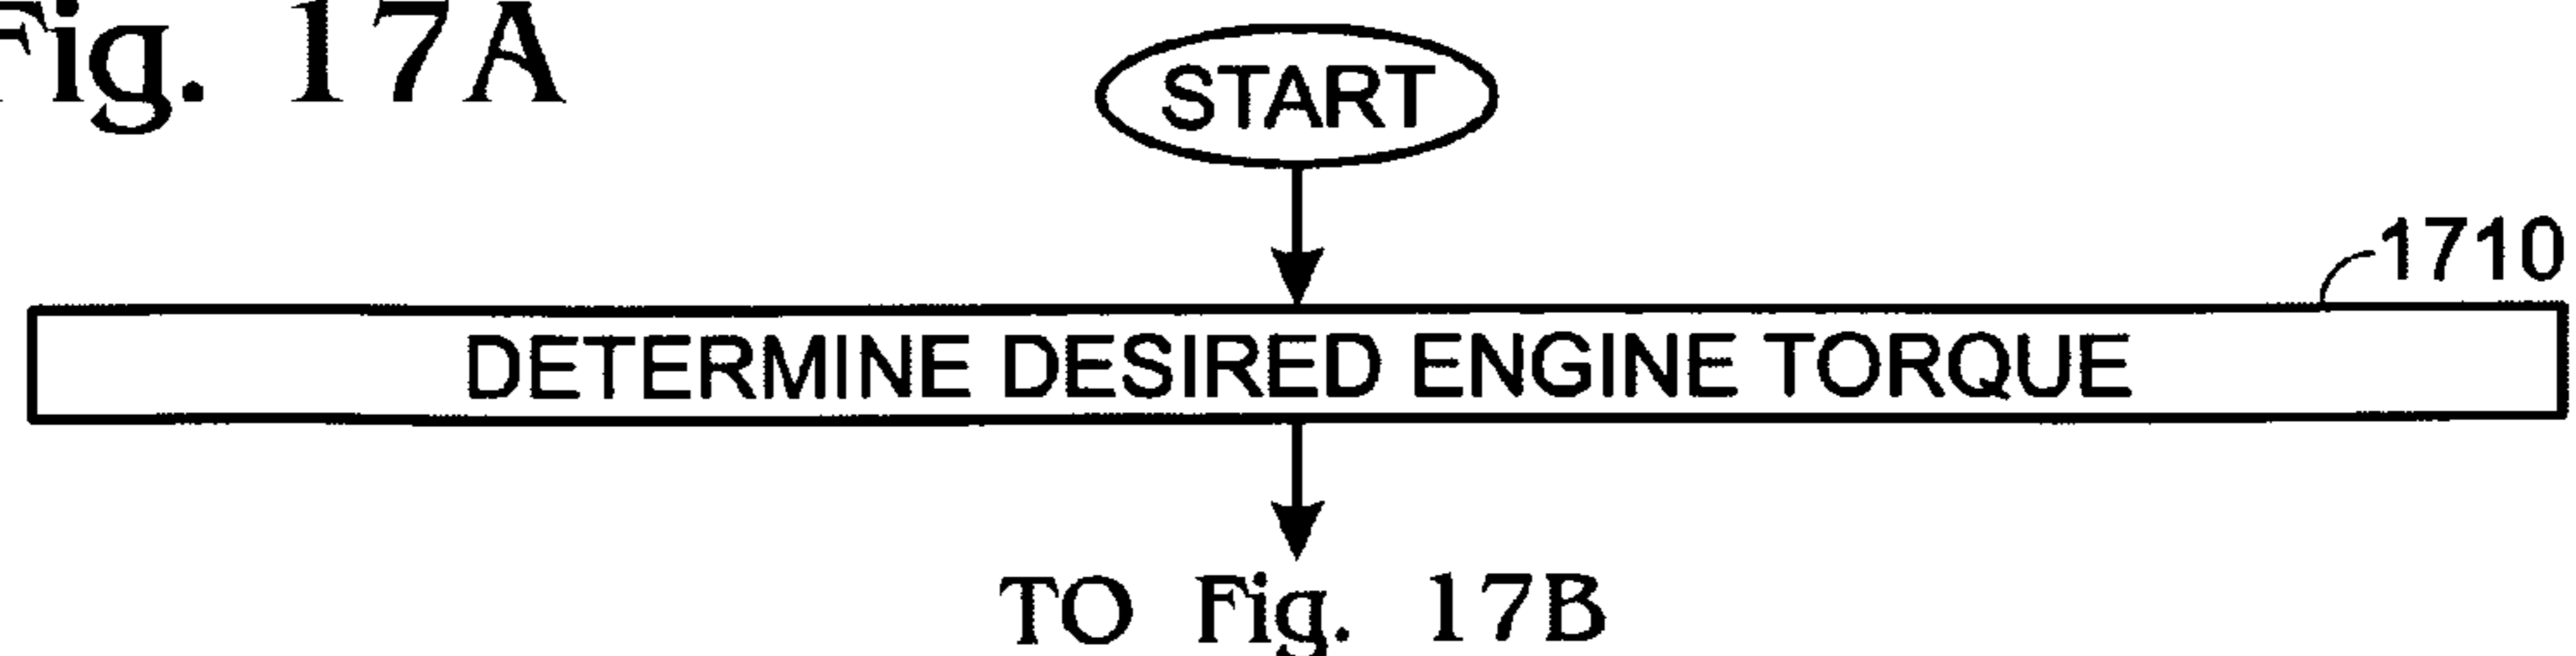 Fig. 17A
START
1710
DETERMINE DESIRED ENGINE TORQUE
TO Fig. 17B